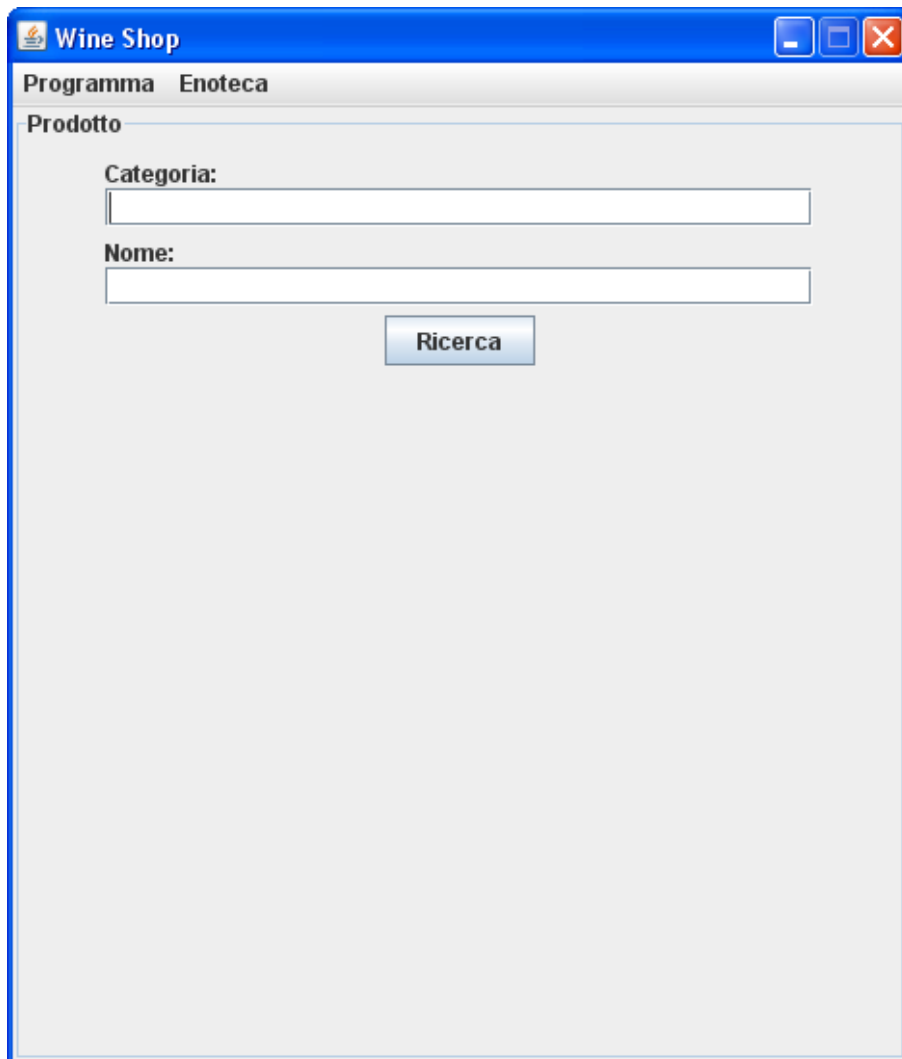 Wine Shop
Programma Enoteca
Prodotto
Categoria:
Nome:
Ricerca